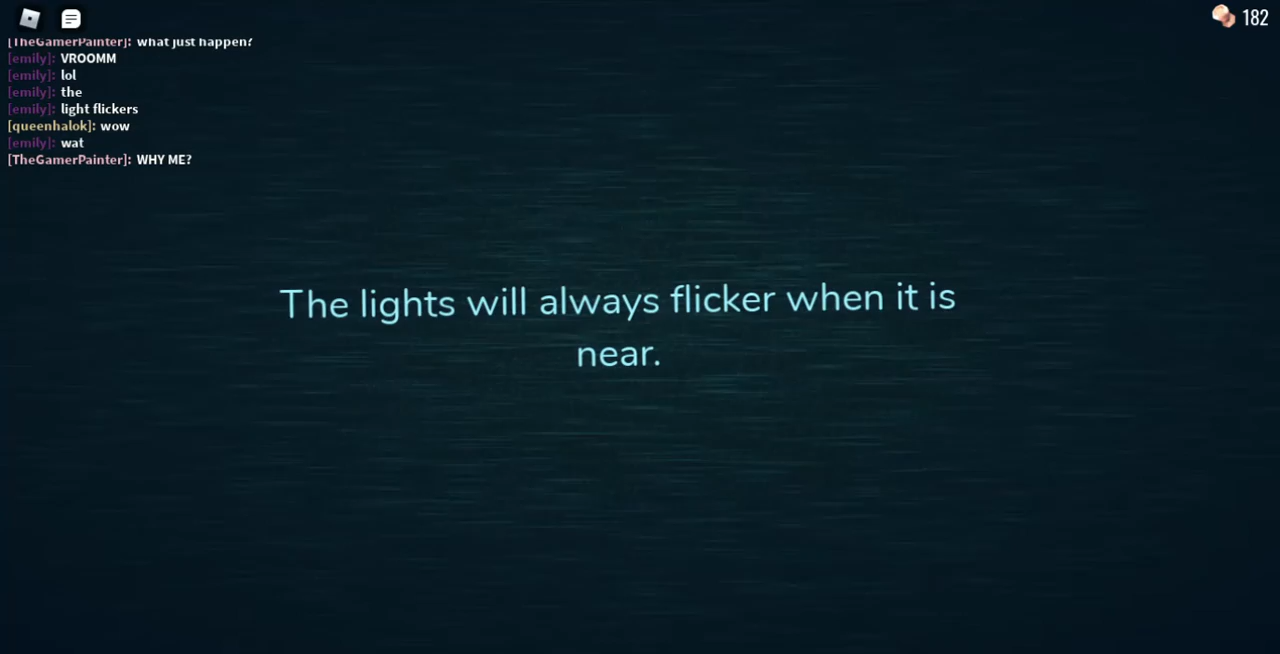 182
[TheGamerPainter]: what just happen?
[emily]: VROOMM
[emily]: lol
[emily]: the
[emily]: light flickers
[queenhalok]: wow
[emily]: wat
[TheGamerPainter]: WHY ME?
The lights will always flicker when it is
near.